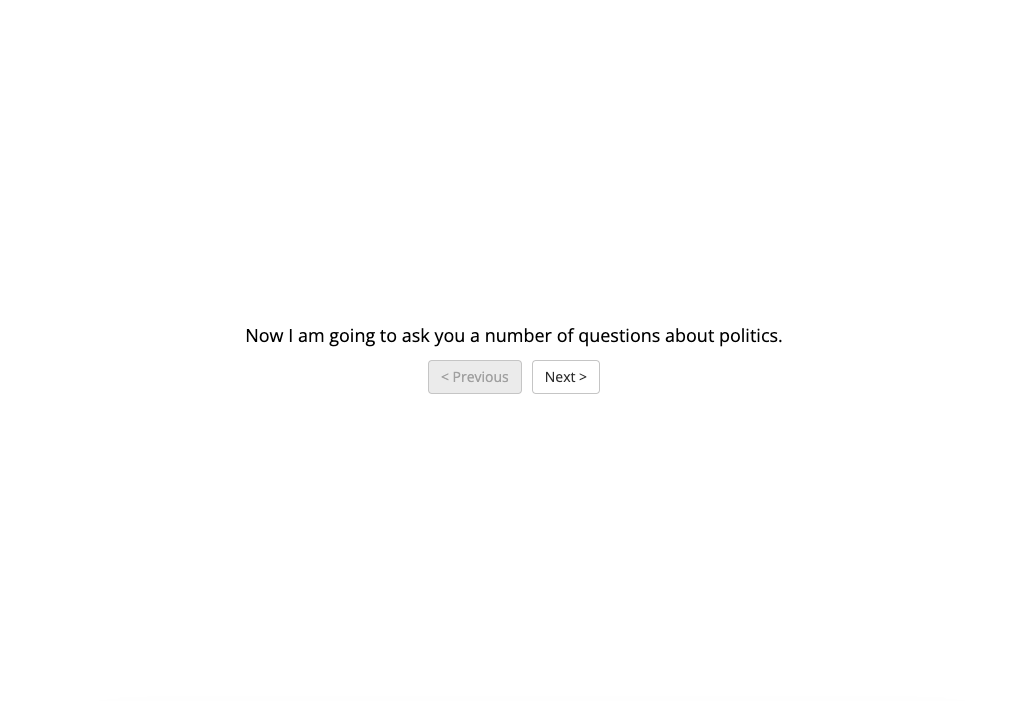 Now I am going to ask you a number of questions about politics.
< Previous
Next >